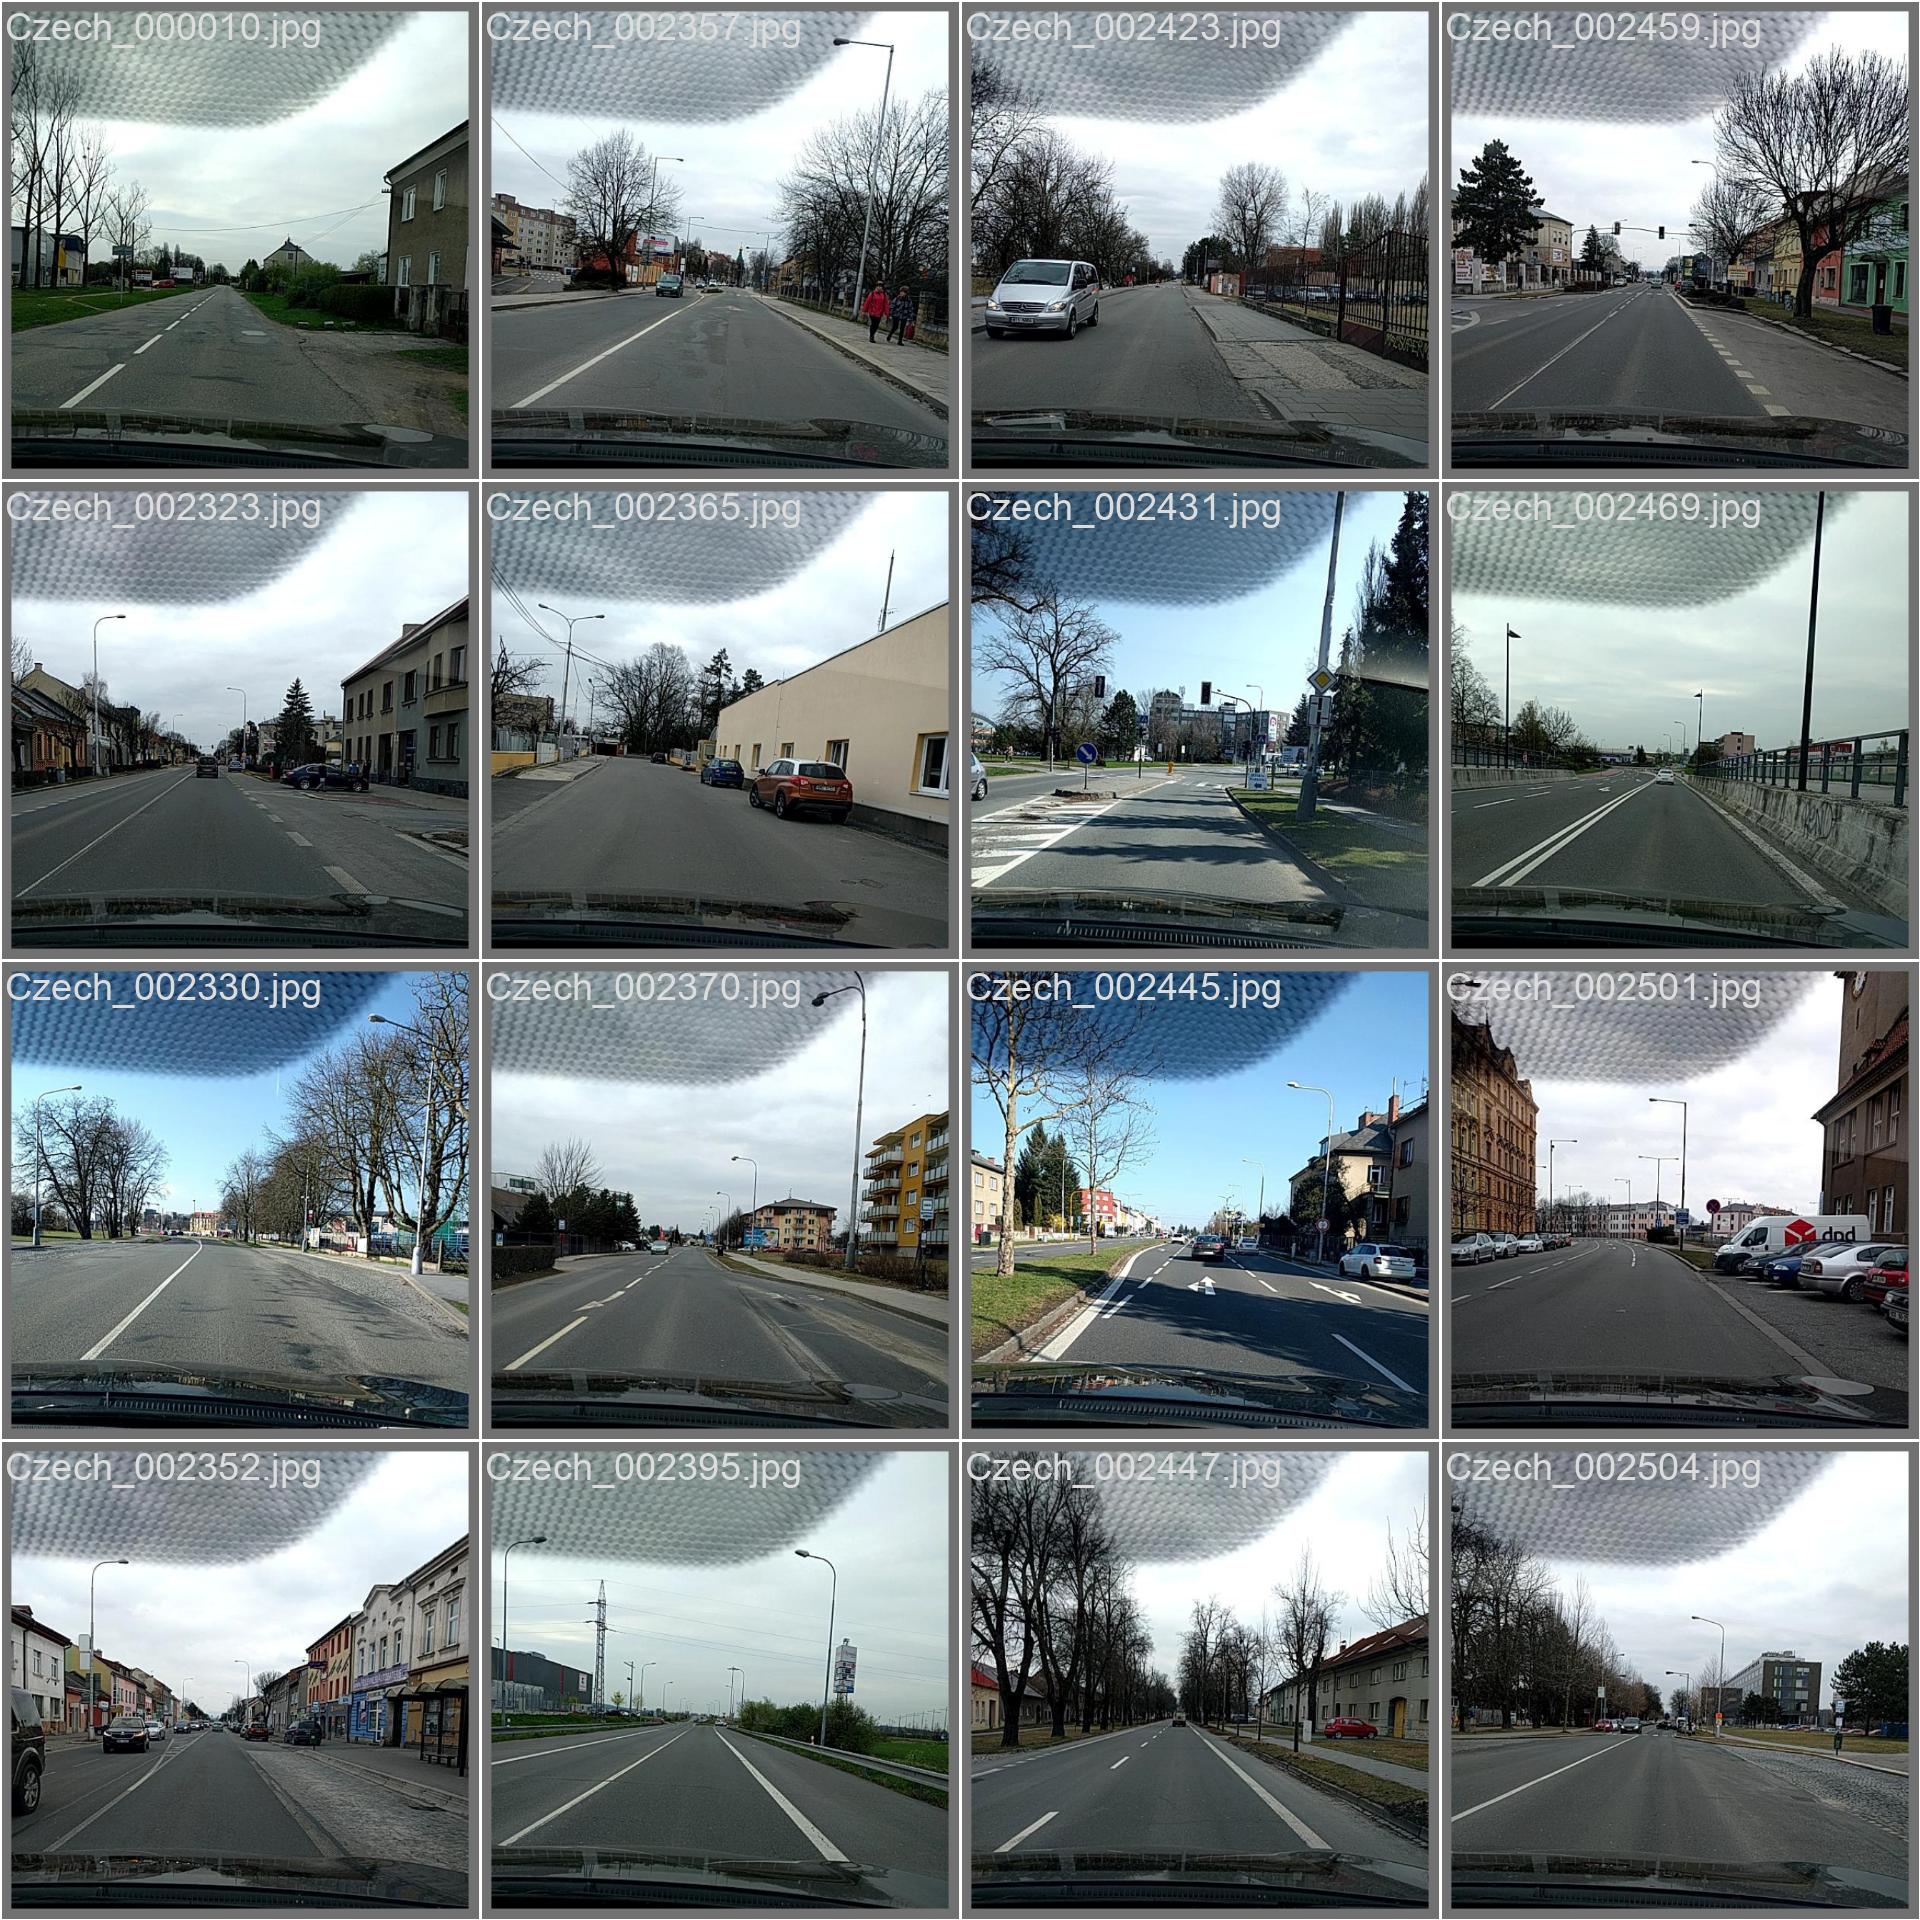 Czech_000010.jpg
Czech_002357.jpg
Czech_002423.jpg
Czech_002459.jpg
Czech_002323.jpg
Czech_002365.jpg
Czech_002431.jpg
Czech_002469.jpg
Czech_002330.jpg
Czech_002370.jpg
Czech_002445.jpg
Czech_002501.jpg
dpd
Czech_002352.jpg
Czech_002395.jpg
Czech_002447.jpg
Czech_002504.jpg